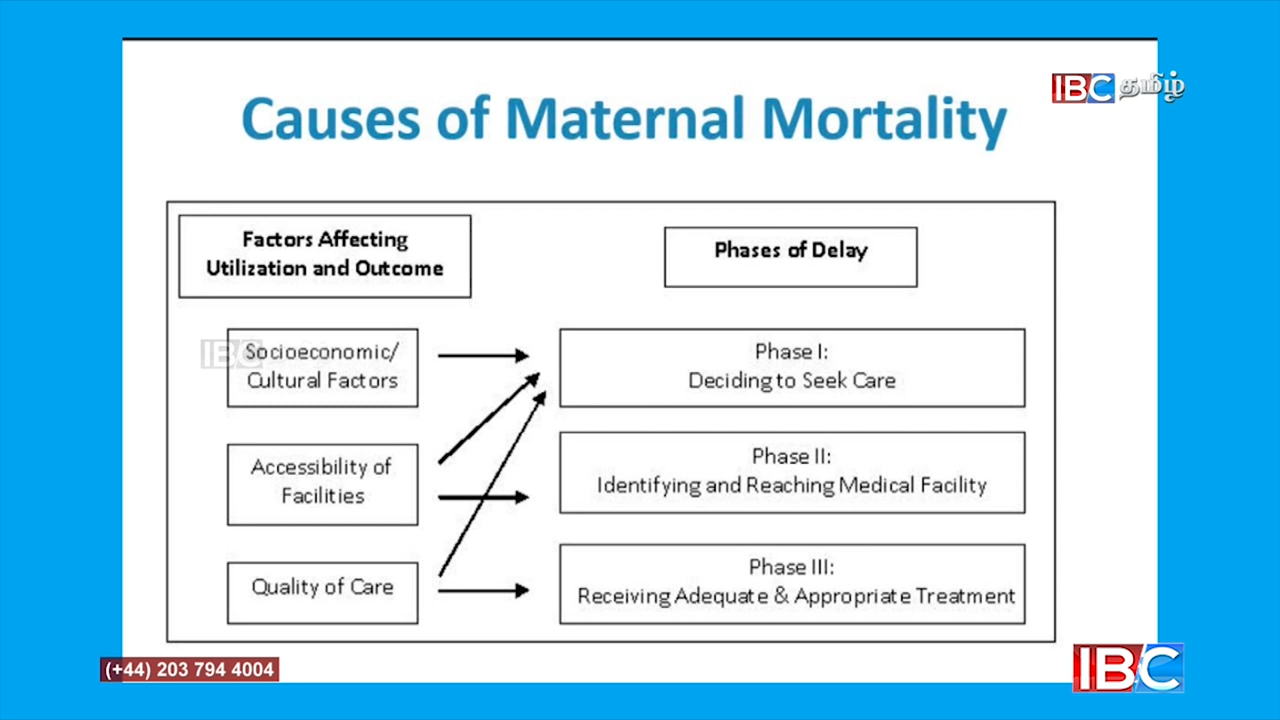 IBC தமிழ்
Causes of Maternal Mortality
Factors Affecting
Utilization and Outcome
Phases of Delay
IBC
Socioeconomic/
Cultural Factors
Phase I:
Deciding to Seek Care
Accessibility of
Facilities
Phase II:
Identifying and Reaching Medical Facility
Quality of Care
Phase III:
Receiving Adequate & Appropriate Treatment
(+44) 203 794 4004
IBC